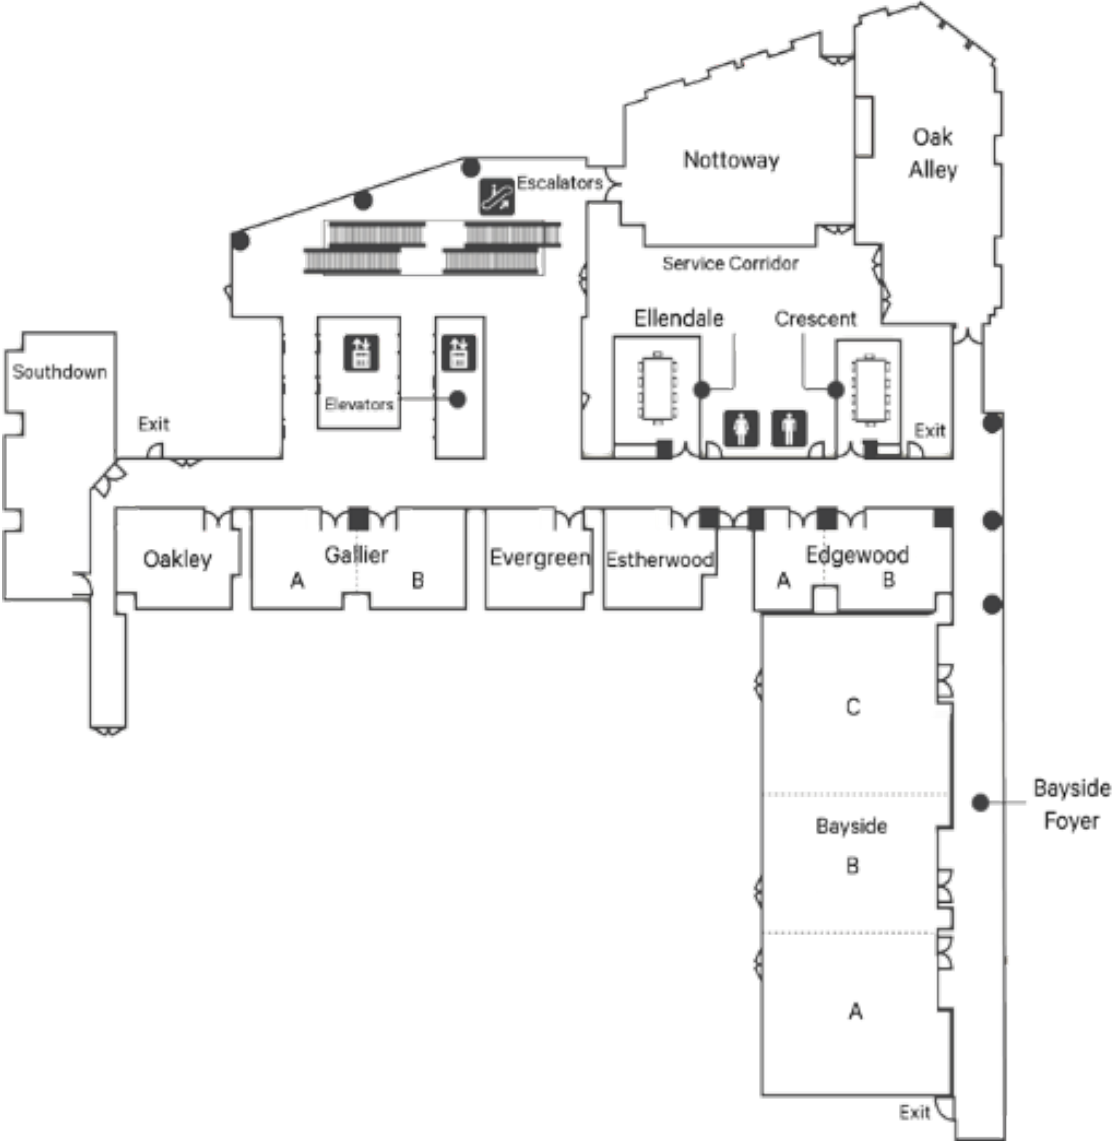 Oak
Alley
Nottoway
Escalators
Service Corridor
Ellendale
Crescent
Southdown
Elevators
Exit
Exit
Oakley
Gallier
A
B
Evergreen
Estherwood
Edgewood
A
B
C
Bayside
Foyer
Bayside
B
A
Exit